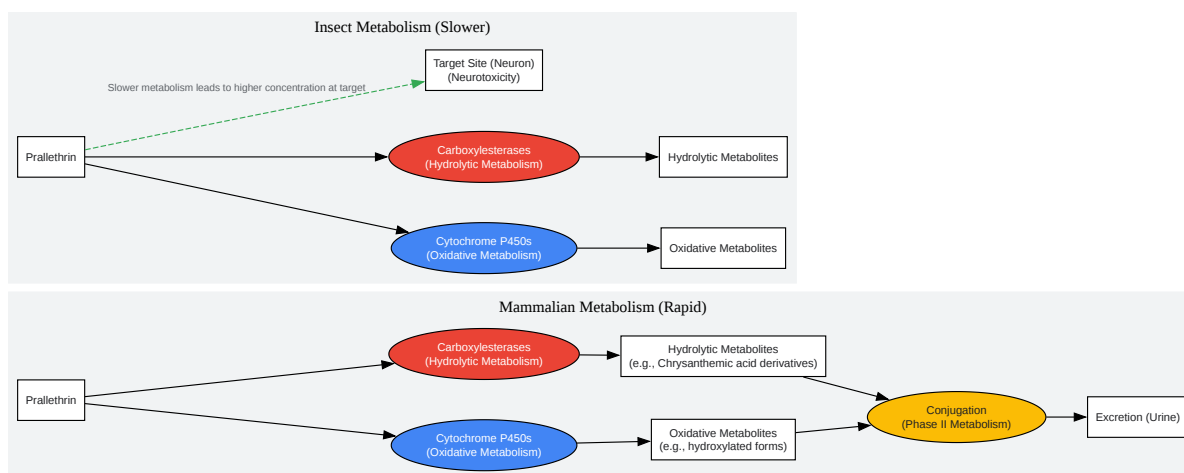 Insect Metabolism (Slower)
Target Site (Neuron)
(Neurotoxicity)
Slower metabolism leads to higher concentration at target
Prallethrin
Carboxylesterases
(Hydrolytic Metabolism)
Hydrolytic Metabolites
Cytochrome P450s
(Oxidative Metabolism)
Oxidative Metabolites
Mammalian Metabolism (Rapid)
Carboxylesterases
(Hydrolytic Metabolism)
Hydrolytic Metabolites
(e.g., Chrysanthemic acid derivatives)
Prallethrin
Conjugation
(Phase II Metabolism)
Excretion (Urine)
Cytochrome P450s
(Oxidative Metabolism)
Oxidative Metabolites
(e.g., hydroxylated forms)